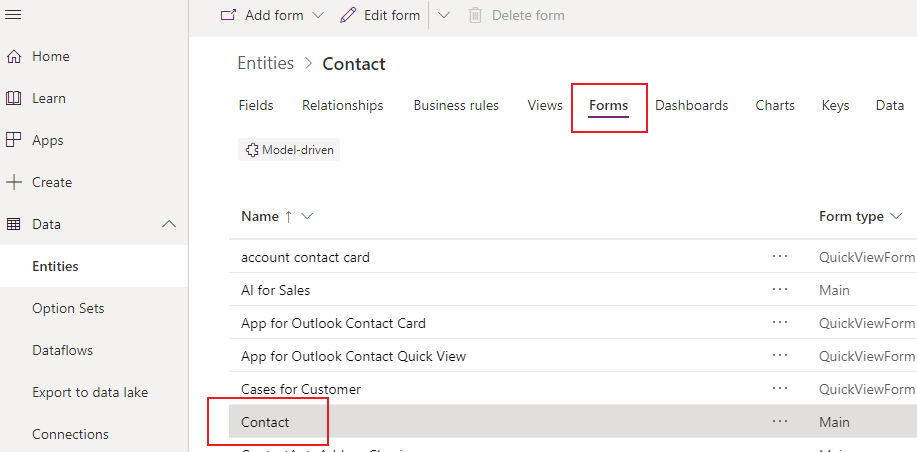 Add form Edit form Delete form
Home
Learn
Apps
Create
Data
Entities
Option Sets
Dataflows
Export to data lake
Connections
Entities > Contact
Fields Relationships Business rules Views Forms Dashboards Charts Keys Data
Model-driven
Name ↑ Form type
account contact card ··· QuickViewForm
AI for Sales ··· Main
App for Outlook Contact Card ··· QuickViewForm
App for Outlook Contact Quick View ··· QuickViewForm
Cases for Customer ··· QuickViewForm
Contact ··· Main